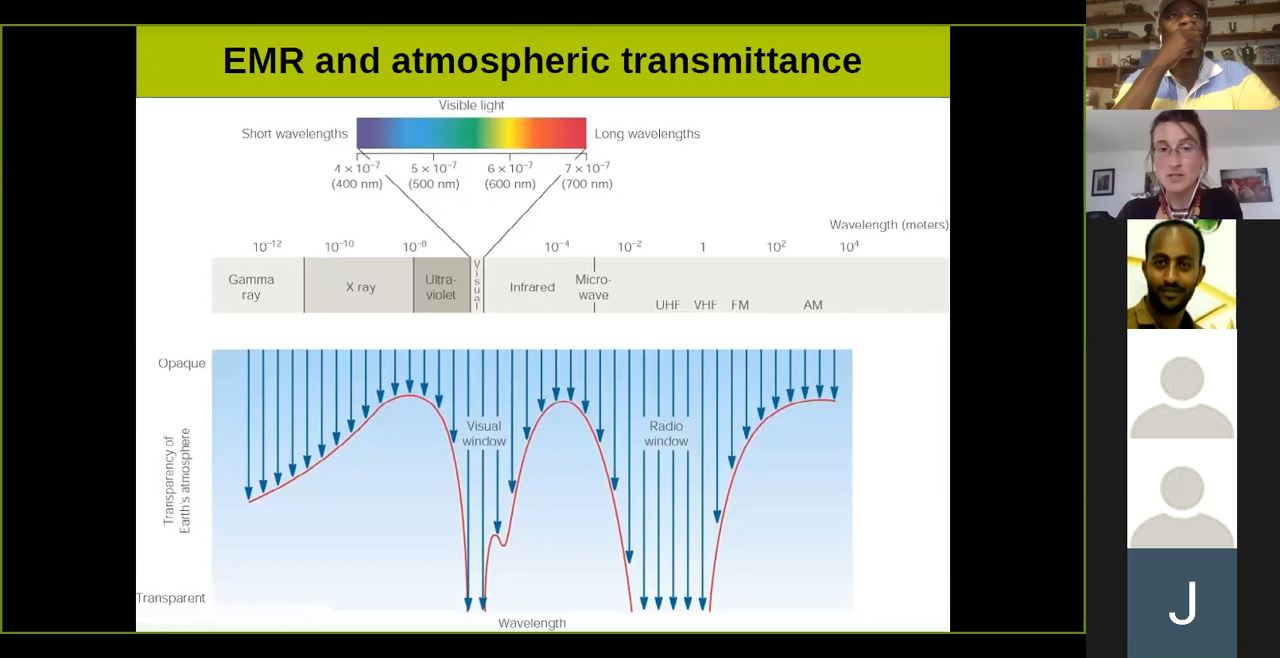 EMR and atmospheric transmittance
Visible light
Short wavelengths
Long wavelengths
4 × 10⁻⁷
(400 nm)
5 × 10⁻⁷
(500 nm)
6 × 10⁻⁷
(600 nm)
7 × 10⁻⁷
(700 nm)
Wavelength (meters)
10⁻¹² 10⁻¹⁰ 10⁻⁸ 10⁻⁴ 10⁻² 1 10² 10⁴
Gamma
ray
X ray
Ultra-
violet
Visual
Infrared
Micro-
wave
UHF VHF FM AM
Opaque
Transparency of
Earth's atmosphere
Visual
window
Radio
window
Transparent
Wavelength
J